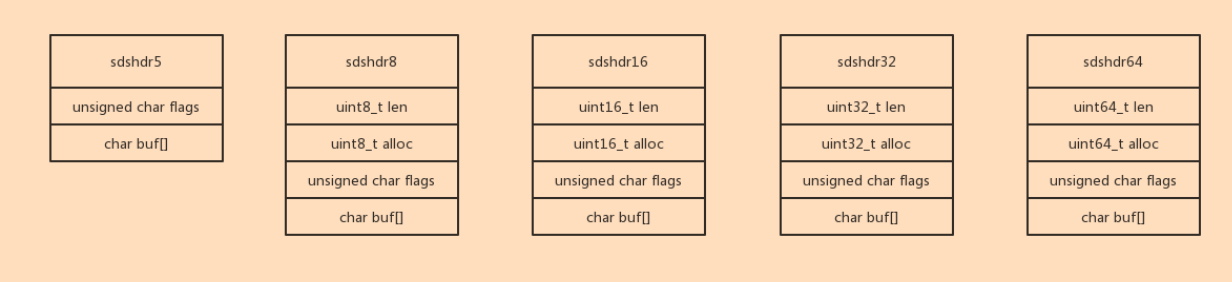 sdshdr5
unsigned char flags
char buf[]
sdshdr8
uint8_t len
uint8_t alloc
unsigned char flags
char buf[]
sdshdr16
uint16_t len
uint16_t alloc
unsigned char flags
char buf[]
sdshdr32
uint32_t len
uint32_t alloc
unsigned char flags
char buf[]
sdshdr64
uint64_t len
uint64_t alloc
unsigned char flags
char buf[]